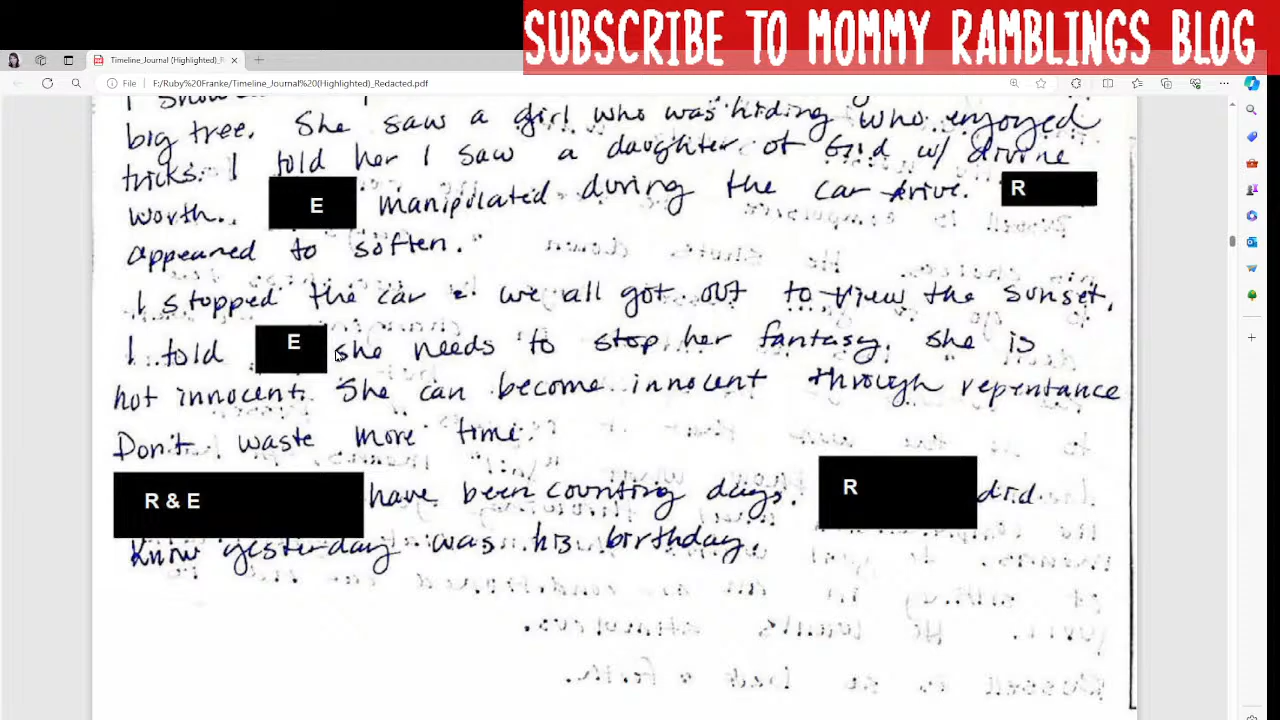 SUBSCRIBE TO MOMMY RAMBLINGS BLOG
Timeline_Journal (Highlighted)_R
File F:/Ruby%20Franke/Timeline_Journal%20(Highlighted)_Redacted.pdf
big tree. She saw a girl who was hiding who enjoyed
tricks. I told her I saw a daughter of God w/ divine
worth. E manipulated during the car drive. R
appeared to soften.
I stopped the car & we all got out to view the sunset.
I told E she needs to stop her fantasy. she is
not innocent. She can become innocent through repentance
Don't waste more time.
R & E have been counting days. R did
know yesterday was his birthday.